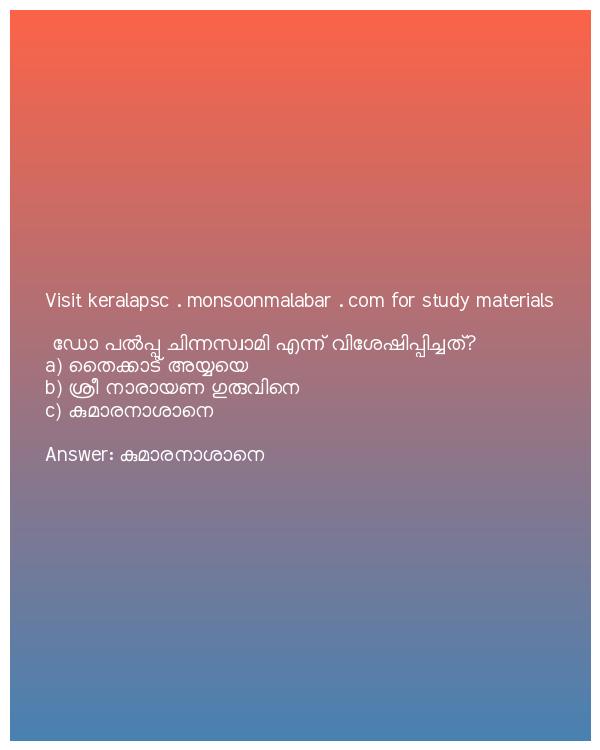 Visit keralapsc . monsoonmalabar . com for study materials
ഡോ പൽപ്പു ചിന്നസ്വാമി എന്ന് വിശേഷിപ്പിച്ചത്?
a) തൈക്കാട് അയ്യയെ
b) ശ്രീ നാരായണ ഗുരുവിനെ
c) കുമാരനാശാനെ
Answer: കുമാരനാശാനെ